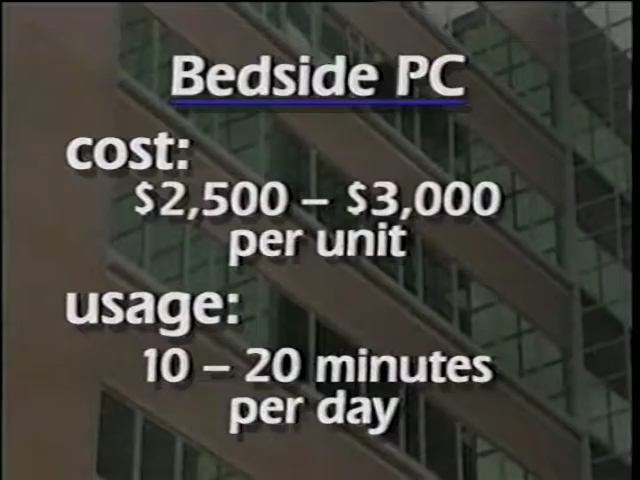 Bedside PC
cost:
$2,500 – $3,000
per unit
usage:
10 – 20 minutes
per day